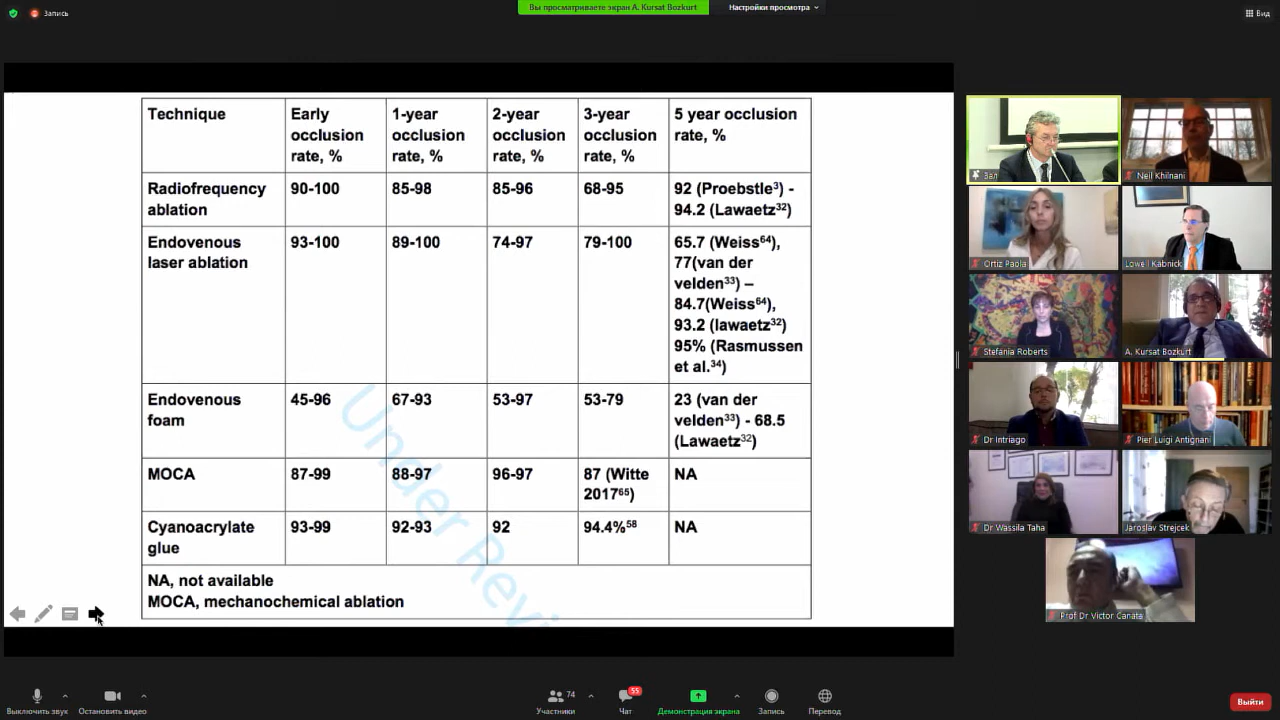 Запись
Вы просматриваете экран A. Kursat Bozkurt
Настройки просмотра
Вид
Technique
Early occlusion rate, %
1-year occlusion rate, %
2-year occlusion rate, %
3-year occlusion rate, %
5 year occlusion rate, %
Radiofrequency ablation
90-100
85-98
85-96
68-95
92 (Proebstle³) -
94.2 (Lawaetz³²)
Endovenous laser ablation
93-100
89-100
74-97
79-100
65.7 (Weiss⁶⁴),
77(van der
velden³³) –
84.7(Weiss⁶⁴),
93.2 (lawaetz³²)
95% (Rasmussen
et al.³⁴)
Endovenous foam
45-96
67-93
53-97
53-79
23 (van der
velden³³) - 68.5
(Lawaetz³²)
MOCA
87-99
88-97
96-97
87 (Witte
2017⁶⁵)
NA
Cyanoacrylate glue
93-99
92-93
92
94.4%⁵⁸
NA
NA, not available
MOCA, mechanochemical ablation
Under Revi
Зал
Neil Khilnani
Ortiz Paola
Lowell Kabnick
Stefania Roberts
A. Kursat Bozkurt
Dr Intriago
Pier Luigi Antignani
Dr Wassila Taha
Jaroslav Strejcek
Prof Dr Victor Canata
Выключить звук
Остановить видео
74
Участники
55
Чат
Демонстрация экрана
Запись
Перевод
Выйти